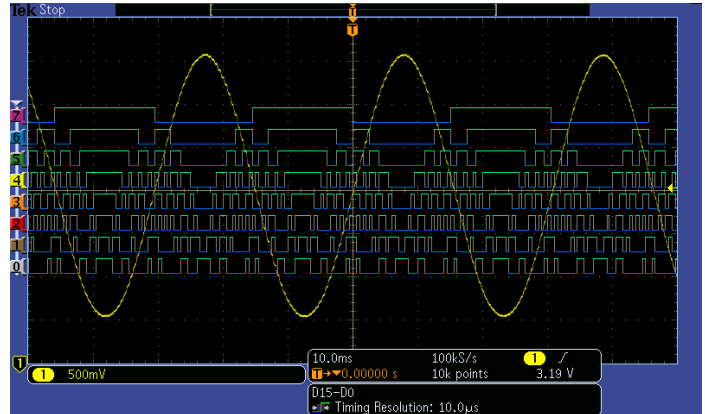 Tek Stop
T
T
7
6
5
4
3
2
1
0
1
1 500mV
10.0ms 100kS/s 1 /
T→▼0.00000 s 10k points 3.19 V
D15-D0
Timing Resolution: 10.0μs